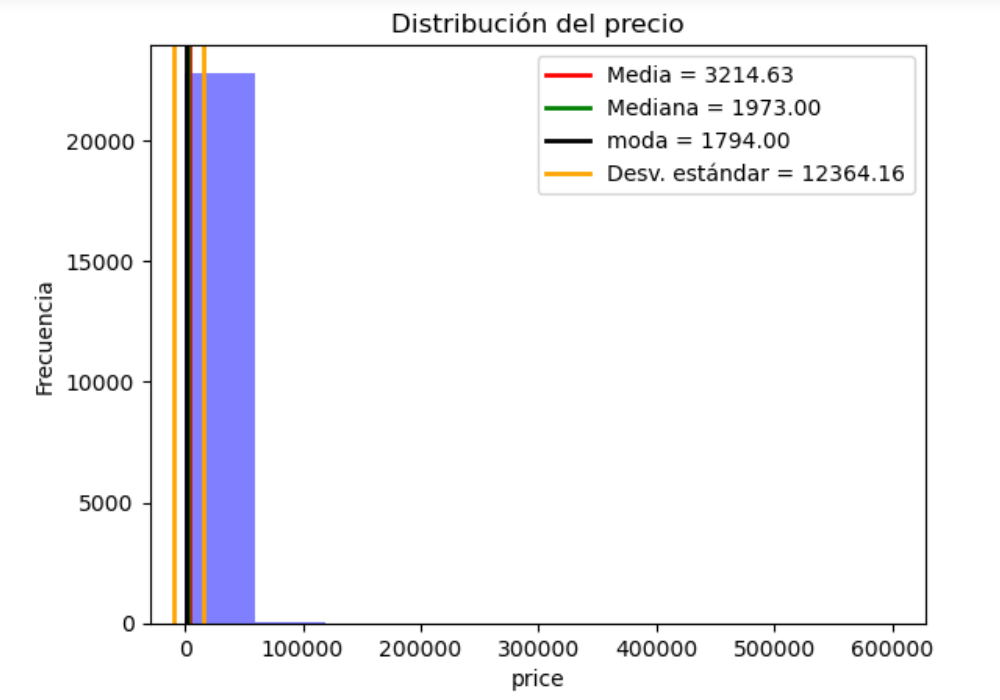 Distribución del precio
Media = 3214.63
Mediana = 1973.00
moda = 1794.00
Desv. estándar = 12364.16
Frecuencia
20000
15000
10000
5000
0
0 100000 200000 300000 400000 500000 600000
price